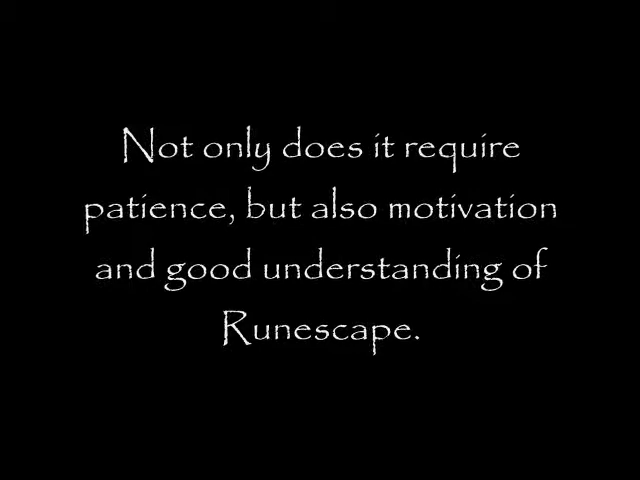 Not only does it require
patience, but also motivation
and good understanding of
Runescape.